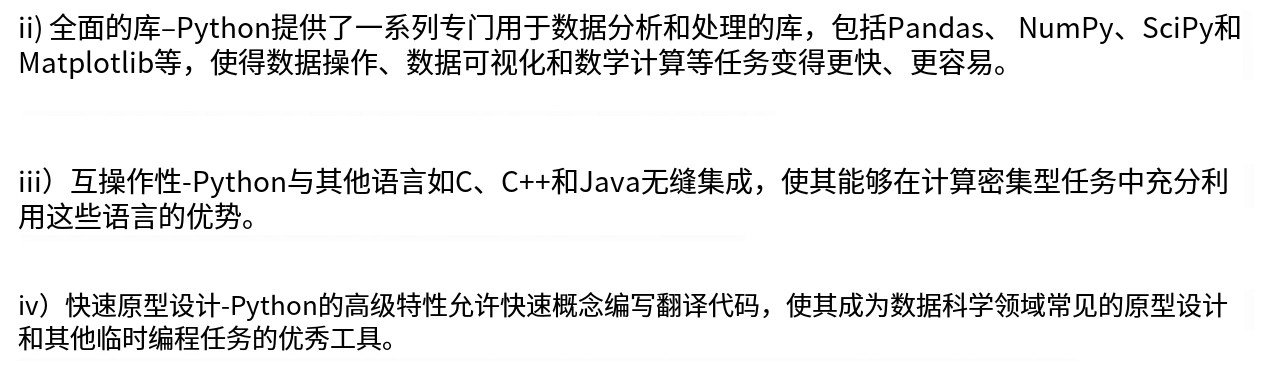 ii) 全面的库–Python提供了一系列专门用于数据分析和处理的库，包括Pandas、 NumPy、SciPy和
Matplotlib等，使得数据操作、数据可视化和数学计算等任务变得更快、更容易。
iii）互操作性-Python与其他语言如C、C++和Java无缝集成，使其能够在计算密集型任务中充分利
用这些语言的优势。
iv）快速原型设计-Python的高级特性允许快速概念编写翻译代码，使其成为数据科学领域常见的原型设计
和其他临时编程任务的优秀工具。